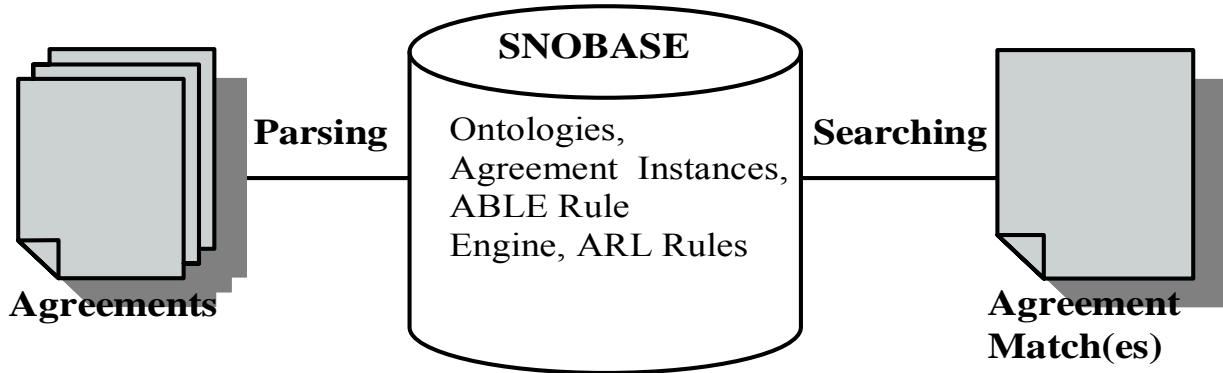 SNOBASE
Parsing
Ontologies,
Agreement Instances,
ABLE Rule
Engine, ARL Rules
Searching
Agreements
Agreement
Match(es)